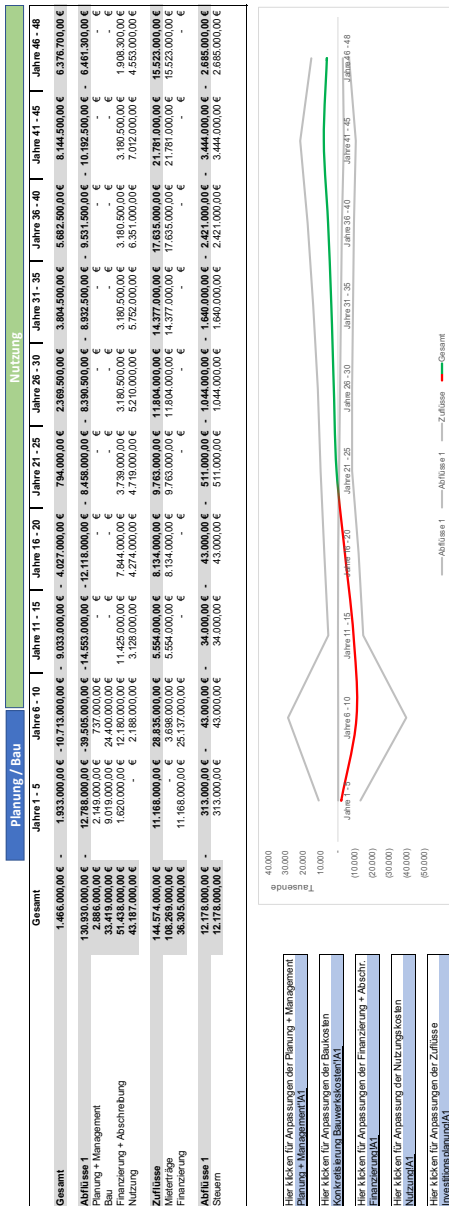 Planung / Bau Nutzung
Gesamt Jahre 1 - 5 Jahre 6 - 10 Jahre 11 - 15 Jahre 16 - 20 Jahre 21 - 25 Jahre 26 - 30 Jahre 31 - 35 Jahre 36 - 40 Jahre 41 - 45 Jahre 46 - 48
Gesamt 1.466.000,00 € - 1.933.000,00 € -10.713.000,00 € - 9.033.000,00 € - 4.027.000,00 € 794.000,00 € 2.369.500,00 € 3.804.500,00 € 5.682.500,00 € 8.144.500,00 € 6.376.700,00 €
Abflüsse 1 130.930.000,00 € - 12.788.000,00 € -39.505.000,00 € -14.553.000,00 € -12.118.000,00 € - 8.458.000,00 € - 8.390.500,00 € - 8.932.500,00 € - 9.531.500,00 € - 10.192.500,00 € - 6.461.300,00 €
Planung + Management 2.886.000,00 € 2.149.000,00 € 737.000,00 € - € - € - € - € - € - € - € - €
Bau 33.419.000,00 € 9.019.000,00 € 24.400.000,00 € - € - € - € - € - € - € - € - €
Finanzierung + Abschreibung 51.438.000,00 € 1.620.000,00 € 12.180.000,00 € 11.425.000,00 € 7.844.000,00 € 3.739.000,00 € 3.180.500,00 € 3.180.500,00 € 3.180.500,00 € 3.180.500,00 € 1.908.300,00 €
Nutzung 43.187.000,00 € - € 2.188.000,00 € 3.128.000,00 € 4.274.000,00 € 4.719.000,00 € 5.210.000,00 € 5.752.000,00 € 6.351.000,00 € 7.012.000,00 € 4.553.000,00 €
Zuflüsse 144.574.000,00 € 11.168.000,00 € 28.835.000,00 € 5.554.000,00 € 8.134.000,00 € 9.763.000,00 € 11.804.000,00 € 14.377.000,00 € 17.635.000,00 € 21.781.000,00 € 15.523.000,00 €
Mieterträge 108.269.000,00 € - € 3.698.000,00 € 5.554.000,00 € 8.134.000,00 € 9.763.000,00 € 11.804.000,00 € 14.377.000,00 € 17.635.000,00 € 21.781.000,00 € 15.523.000,00 €
Finanzierung 36.305.000,00 € 11.168.000,00 € 25.137.000,00 € - € - € - € - € - € - € - € - €
Abflüsse 1 12.178.000,00 € - 313.000,00 € - 43.000,00 € - 34.000,00 € - 43.000,00 € - 511.000,00 € - 1.044.000,00 € - 1.640.000,00 € - 2.421.000,00 € - 3.444.000,00 € - 2.685.000,00 €
Steuern 12.178.000,00 € 313.000,00 € 43.000,00 € 34.000,00 € 43.000,00 € 511.000,00 € 1.044.000,00 € 1.640.000,00 € 2.421.000,00 € 3.444.000,00 € 2.685.000,00 €
Hier klicken für Anpassungen der Planung + Management
Planung + Management'!A1
Hier klicken für Anpassungen der Baukosten
Konkretisierung Bauwerkskosten'!A1
Hier klicken für Anpassungen der Finanzierung + Abschr.
Finanzierung!A1
Hier klicken für Anpassung der Nutzungskosten
Nutzung!A1
Hier klicken für Anpassungen der Zuflüsse
Investitionsplanung!A1
Tausende
40.000
30.000
20.000
10.000
-
(10.000)
(20.000)
(30.000)
(40.000)
(50.000)
Jahre 1 - 5 Jahre 6 - 10 Jahre 11 - 15 Jahre 16 - 20 Jahre 21 - 25 Jahre 26 - 30 Jahre 31 - 35 Jahre 36 - 40 Jahre 41 - 45 Jahre 46 - 48
Abflüsse 1 Abflüsse 1 Zuflüsse Gesamt